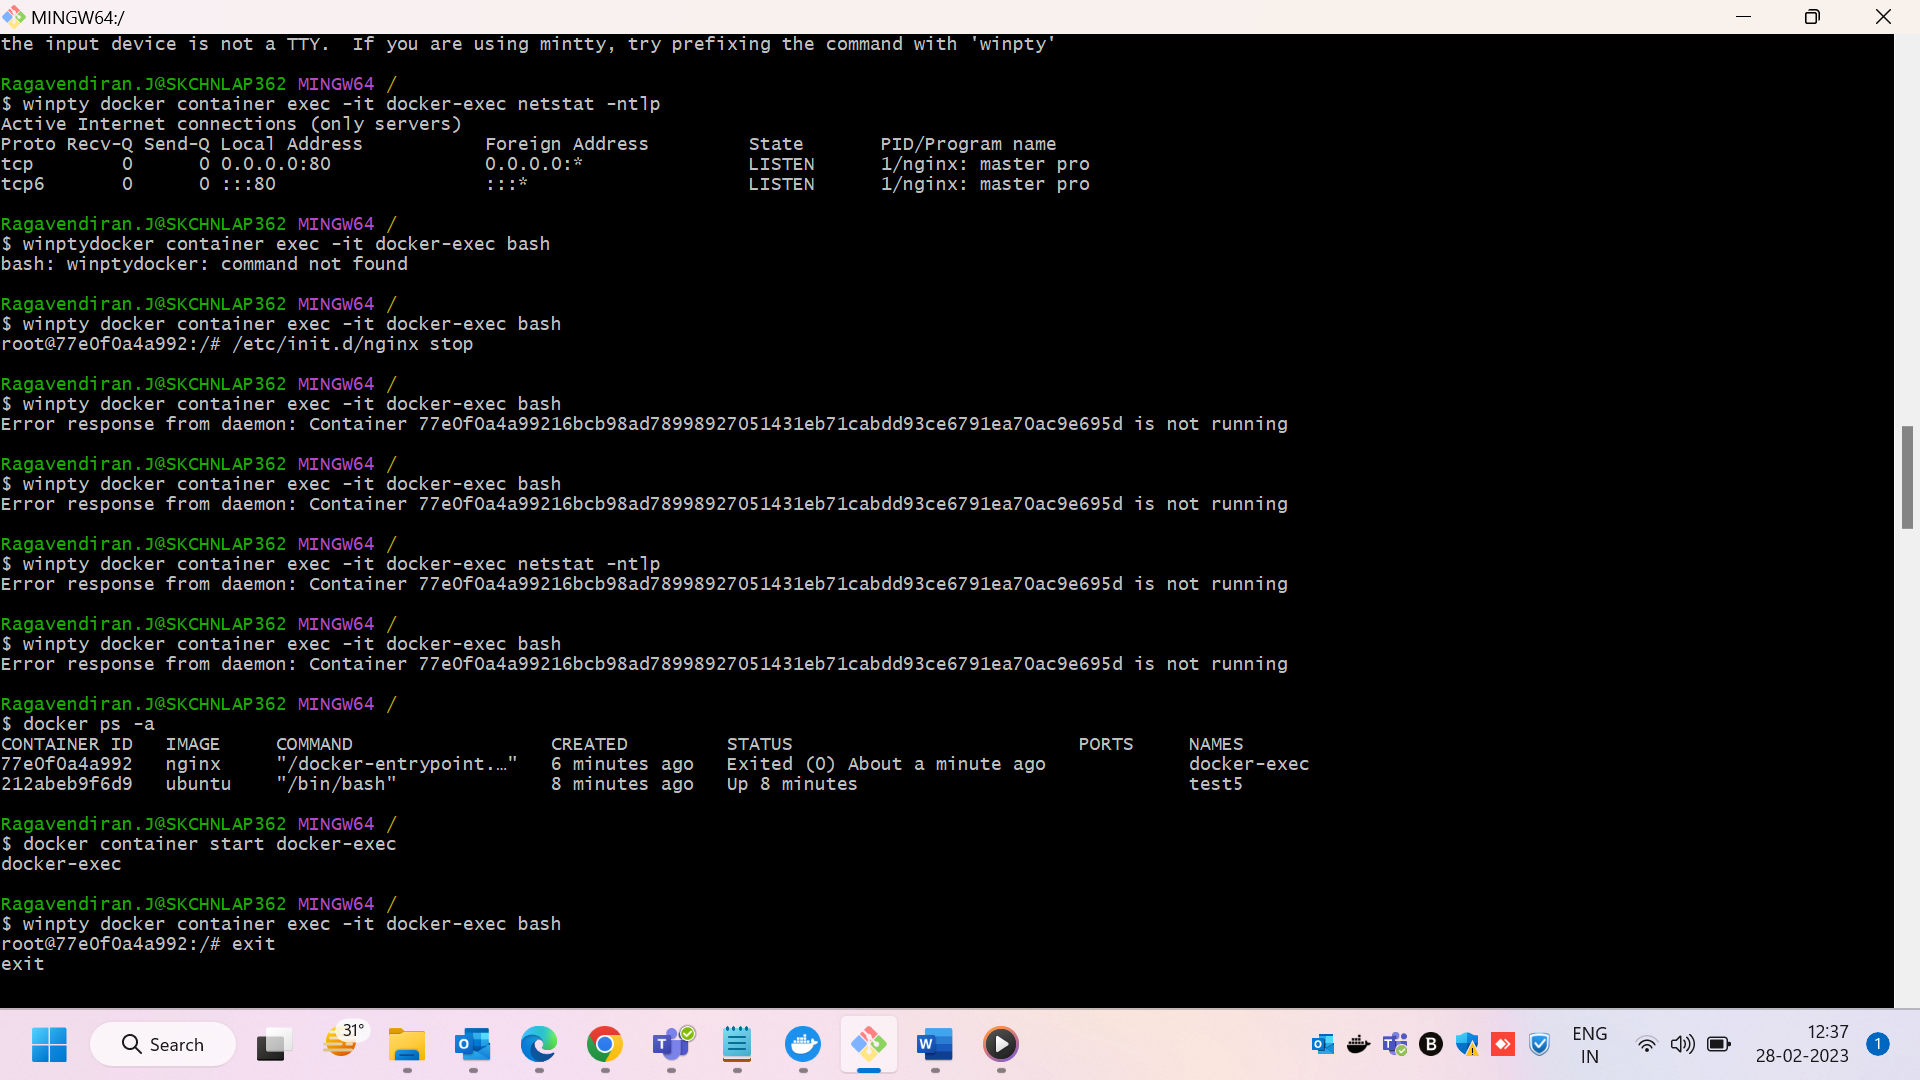 MINGW64:/
the input device is not a TTY.  If you are using mintty, try prefixing the command with 'winpty'
Ragavendiran.J@SKCHNLAP362 MINGW64 /
$ winpty docker container exec -it docker-exec netstat -ntlp
Active Internet connections (only servers)
Proto Recv-Q Send-Q Local Address           Foreign Address         State       PID/Program name
tcp        0      0 0.0.0.0:80              0.0.0.0:*               LISTEN      1/nginx: master pro
tcp6       0      0 :::80                   :::*                    LISTEN      1/nginx: master pro
Ragavendiran.J@SKCHNLAP362 MINGW64 /
$ winptydocker container exec -it docker-exec bash
bash: winptydocker: command not found
Ragavendiran.J@SKCHNLAP362 MINGW64 /
$ winpty docker container exec -it docker-exec bash
root@77e0f0a4a992:/# /etc/init.d/nginx stop
Ragavendiran.J@SKCHNLAP362 MINGW64 /
$ winpty docker container exec -it docker-exec bash
Error response from daemon: Container 77e0f0a4a99216bcb98ad78998927051431eb71cabdd93ce6791ea70ac9e695d is not running
Ragavendiran.J@SKCHNLAP362 MINGW64 /
$ winpty docker container exec -it docker-exec bash
Error response from daemon: Container 77e0f0a4a99216bcb98ad78998927051431eb71cabdd93ce6791ea70ac9e695d is not running
Ragavendiran.J@SKCHNLAP362 MINGW64 /
$ winpty docker container exec -it docker-exec netstat -ntlp
Error response from daemon: Container 77e0f0a4a99216bcb98ad78998927051431eb71cabdd93ce6791ea70ac9e695d is not running
Ragavendiran.J@SKCHNLAP362 MINGW64 /
$ winpty docker container exec -it docker-exec bash
Error response from daemon: Container 77e0f0a4a99216bcb98ad78998927051431eb71cabdd93ce6791ea70ac9e695d is not running
Ragavendiran.J@SKCHNLAP362 MINGW64 /
$ docker ps -a
CONTAINER ID   IMAGE     COMMAND                  CREATED         STATUS                          PORTS     NAMES
77e0f0a4a992   nginx     "/docker-entrypoint.…"   6 minutes ago   Exited (0) About a minute ago             docker-exec
212abeb9f6d9   ubuntu    "/bin/bash"              8 minutes ago   Up 8 minutes                              test5
Ragavendiran.J@SKCHNLAP362 MINGW64 /
$ docker container start docker-exec
docker-exec
Ragavendiran.J@SKCHNLAP362 MINGW64 /
$ winpty docker container exec -it docker-exec bash
root@77e0f0a4a992:/# exit
exit
Search
31°
ENG
IN
12:37
28-02-2023
1